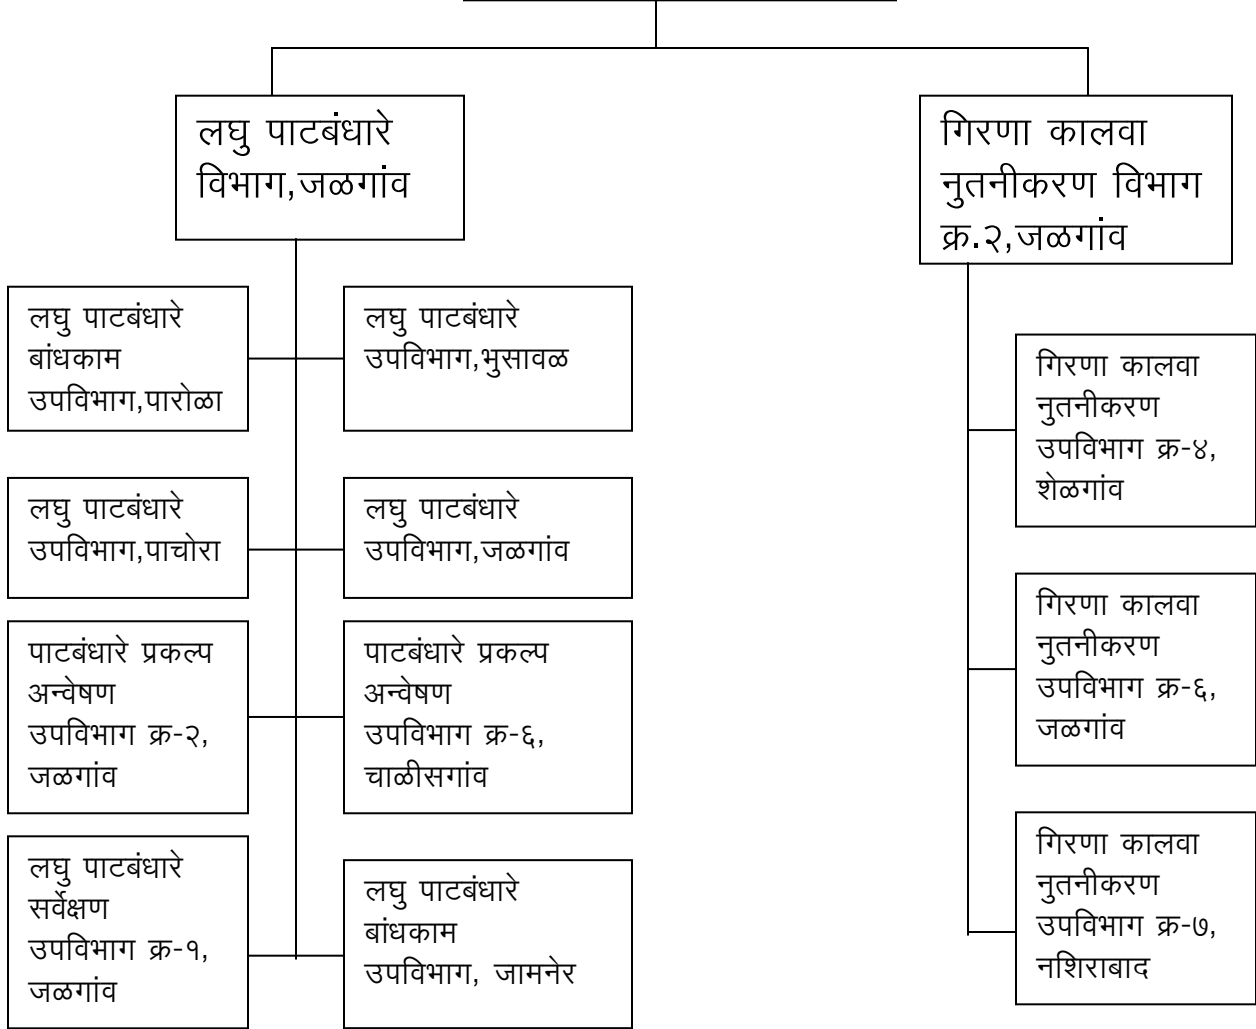 लघु पाटबंधारे
विभाग,जळगांव
गिरणा कालवा
नुतनीकरण विभाग
क्र.२,जळगांव
लघु पाटबंधारे
बांधकाम
उपविभाग,पारोळा
लघु पाटबंधारे
उपविभाग,भुसावळ
लघु पाटबंधारे
उपविभाग,पाचोरा
लघु पाटबंधारे
उपविभाग,जळगांव
पाटबंधारे प्रकल्प
अन्वेषण
उपविभाग क्र-२,
जळगांव
पाटबंधारे प्रकल्प
अन्वेषण
उपविभाग क्र-६,
चाळीसगांव
लघु पाटबंधारे
सर्वेक्षण
उपविभाग क्र-१,
जळगांव
लघु पाटबंधारे
बांधकाम
उपविभाग, जामनेर
गिरणा कालवा
नुतनीकरण
उपविभाग क्र-४,
शेळगांव
गिरणा कालवा
नुतनीकरण
उपविभाग क्र-६,
जळगांव
गिरणा कालवा
नुतनीकरण
उपविभाग क्र-७,
नशिराबाद